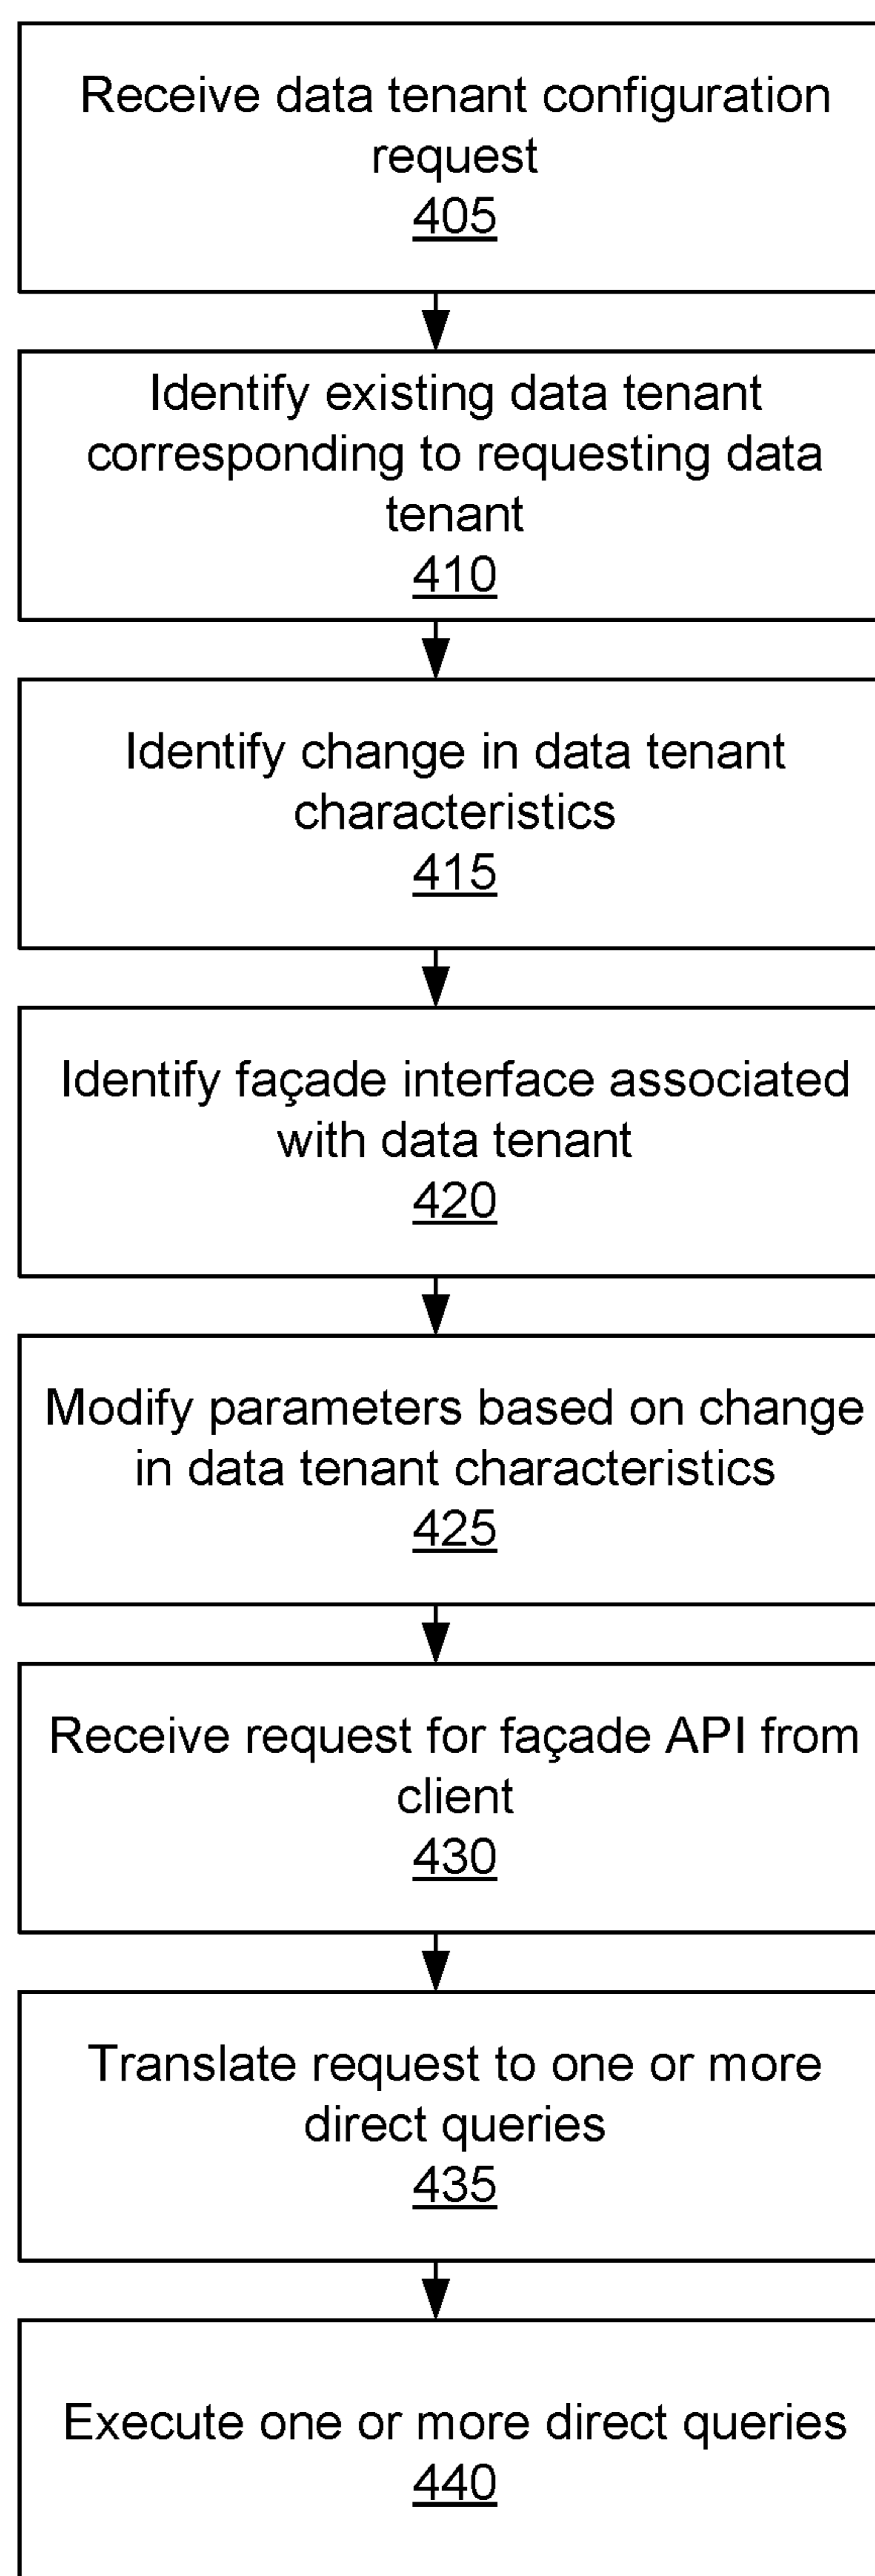 Receive data tenant configuration
request
405
Identify existing data tenant
corresponding to requesting data
tenant
410
Identify change in data tenant
characteristics
415
Identify façade interface associated
with data tenant
420
Modify parameters based on change
in data tenant characteristics
425
Receive request for façade API from
client
430
Translate request to one or more
direct queries
435
Execute one or more direct queries
440